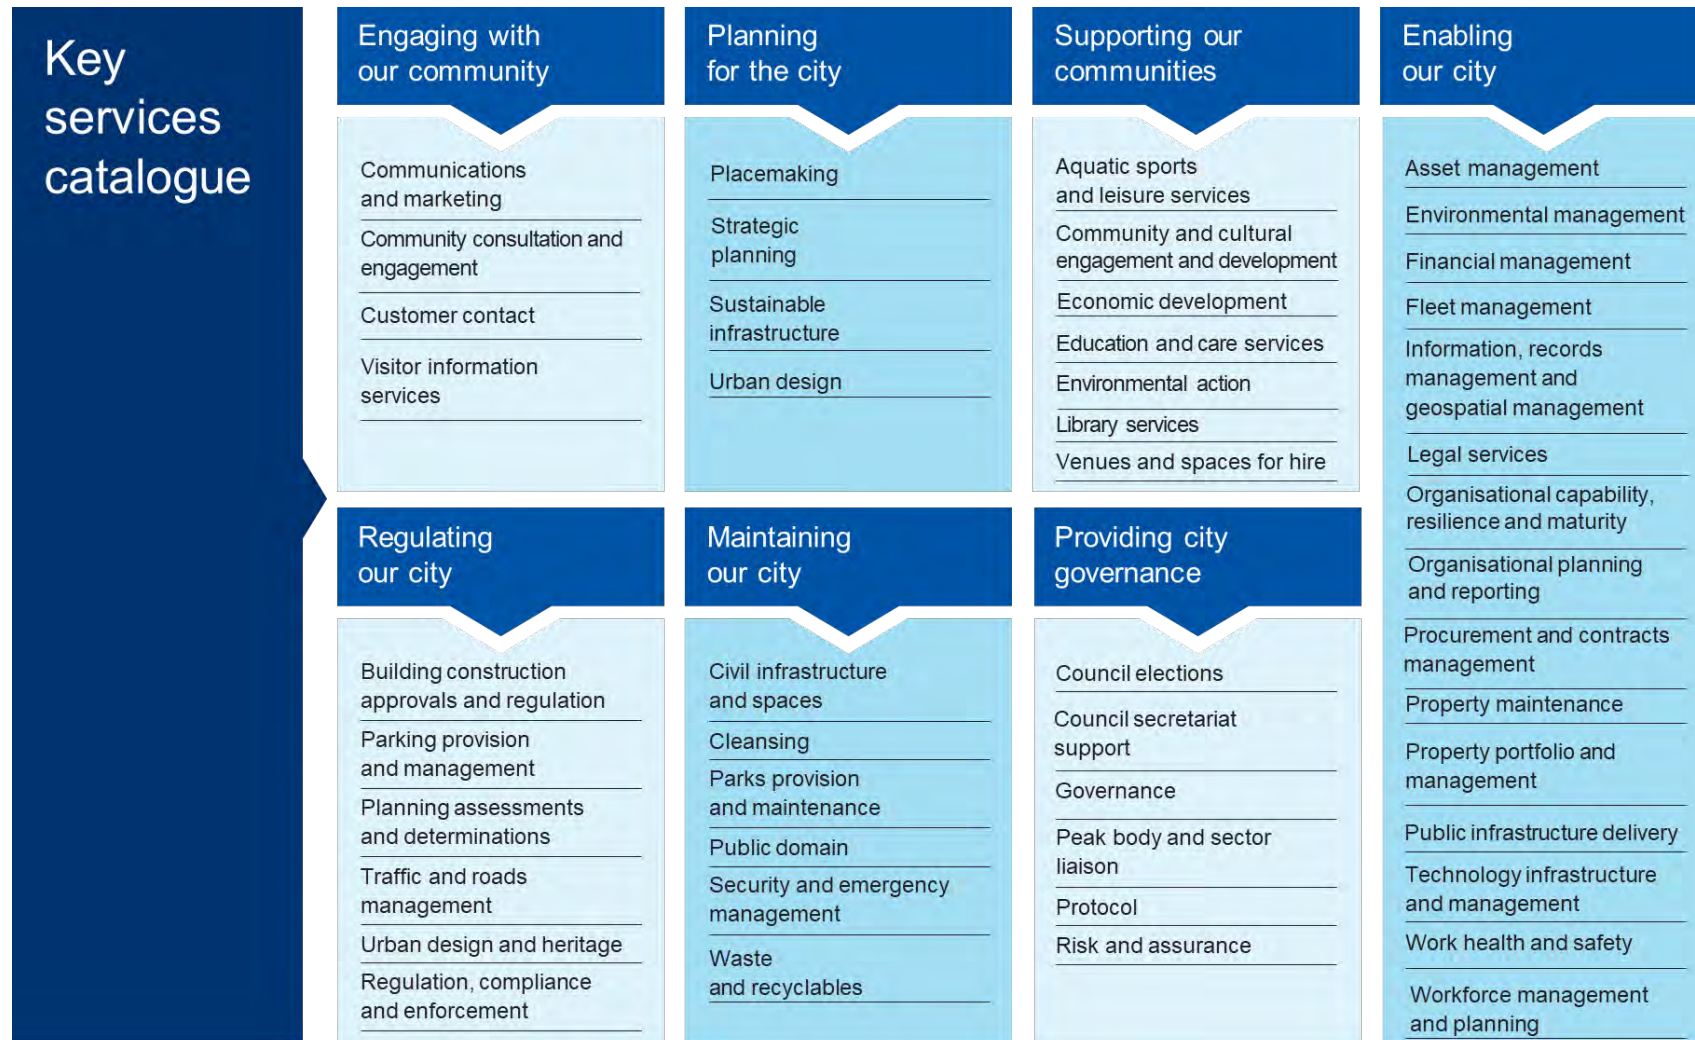 Key
services
catalogue
Engaging with
our community
Communications
and marketing
Community consultation and
engagement
Customer contact
Visitor information
services
Planning
for the city
Placemaking
Strategic
planning
Sustainable
infrastructure
Urban design
Supporting our
communities
Aquatic sports
and leisure services
Community and cultural
engagement and development
Economic development
Education and care services
Environmental action
Library services
Venues and spaces for hire
Enabling
our city
Asset management
Environmental management
Financial management
Fleet management
Information, records
management and
geospatial management
Legal services
Organisational capability,
resilience and maturity
Organisational planning
and reporting
Procurement and contracts
management
Property maintenance
Property portfolio and
management
Public infrastructure delivery
Technology infrastructure
and management
Work health and safety
Workforce management
and planning
Regulating
our city
Building construction
approvals and regulation
Parking provision
and management
Planning assessments
and determinations
Traffic and roads
management
Urban design and heritage
Regulation, compliance
and enforcement
Maintaining
our city
Civil infrastructure
and spaces
Cleansing
Parks provision
and maintenance
Public domain
Security and emergency
management
Waste
and recyclables
Providing city
governance
Council elections
Council secretariat
support
Governance
Peak body and sector
liaison
Protocol
Risk and assurance